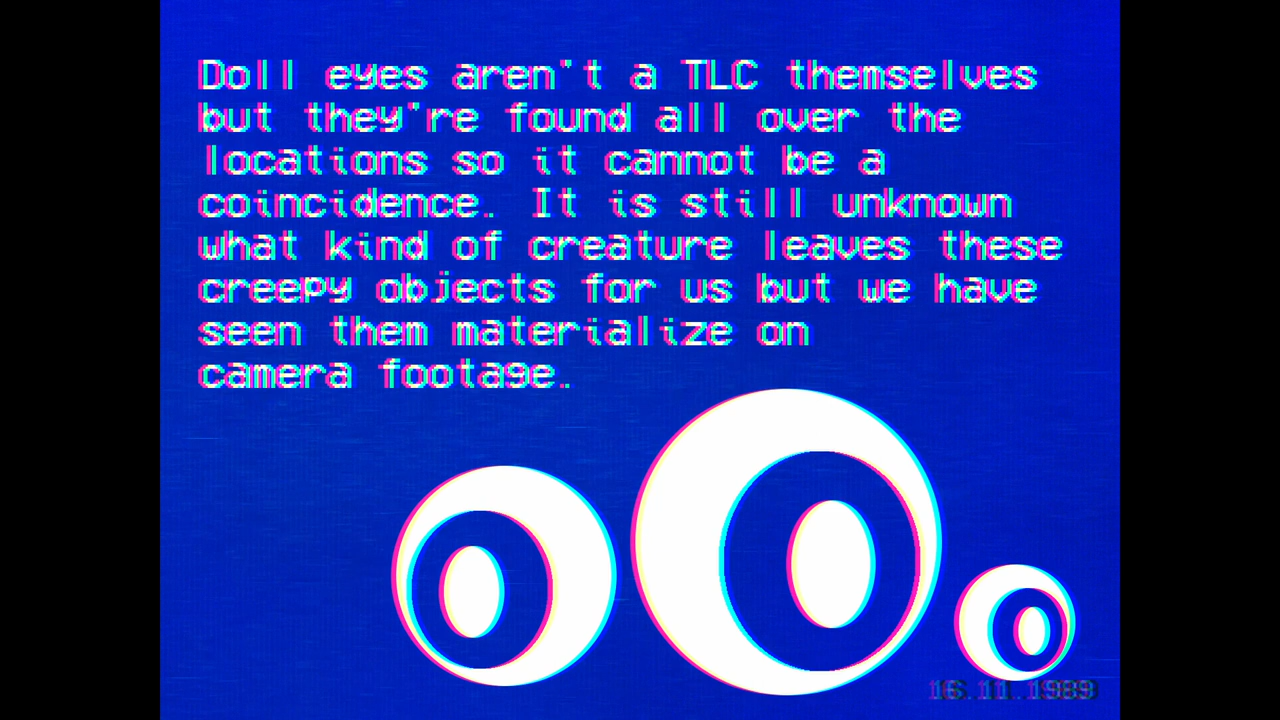 Doll eyes aren't a TLC themselves
but they're found all over the
locations so it cannot be a
coincidence. It is still unknown
what kind of creature leaves these
creepy objects for us but we have
seen them materialize on
camera footage.
16.11.1989